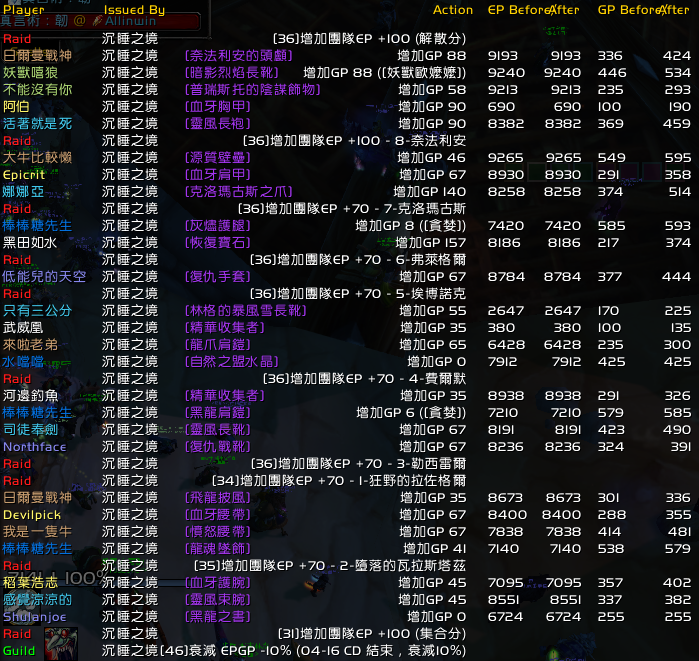 Player Issued By Action EP Before After GP Before After
真言術：韌 @ Allinwin
Raid 沉睡之境 [36]增加團隊EP +100 (解散分)
日爾曼戰神 沉睡之境 [奈法利安的頭顱] 增加GP 88 9193 9193 336 424
妖獸嘻狼 沉睡之境 [暗影烈焰長靴] 增加GP 88 ([妖獸歐嬤嬤]) 9240 9240 446 534
不能沒有你 沉睡之境 [普瑞斯托的陰謀飾物] 增加GP 58 9213 9213 235 293
阿伯 沉睡之境 [血牙胸甲] 增加GP 90 690 690 100 190
活著就是死 沉睡之境 [靈風長袍] 增加GP 90 8382 8382 369 459
Raid 沉睡之境 [36]增加團隊EP +100 - 8-奈法利安
大牛比較懶 沉睡之境 [源質壁壘] 增加GP 46 9265 9265 549 595
Epicrit 沉睡之境 [血牙肩甲] 增加GP 67 8930 8930 291 358
娜娜亞 沉睡之境 [克洛瑪古斯之爪] 增加GP 140 8258 8258 374 514
Raid 沉睡之境 [36]增加團隊EP +70 - 7-克洛瑪古斯
棒棒糖先生 沉睡之境 [灰燼護腿] 增加GP 8 ([貪婪]) 7420 7420 585 593
黑田如水 沉睡之境 [恢復寶石] 增加GP 157 8186 8186 217 374
Raid 沉睡之境 [36]增加團隊EP +70 - 6-弗萊格爾
低能兒的天空 沉睡之境 [復仇手套] 增加GP 67 8784 8784 377 444
Raid 沉睡之境 [36]增加團隊EP +70 - 5-埃博諾克
只有三公分 沉睡之境 [林格的暴風雪長靴] 增加GP 55 2647 2647 170 225
武威凰 沉睡之境 [精華收集者] 增加GP 35 380 380 100 135
來啦老弟 沉睡之境 [龍爪肩鎧] 增加GP 65 6428 6428 235 300
水噹噹 沉睡之境 [自然之盟水晶] 增加GP 0 7912 7912 425 425
Raid 沉睡之境 [36]增加團隊EP +70 - 4-費爾默
河邊釣魚 沉睡之境 [精華收集者] 增加GP 35 8938 8938 291 326
棒棒糖先生 沉睡之境 [黑龍肩鎧] 增加GP 6 ([貪婪]) 7210 7210 579 585
司徒奉劍 沉睡之境 [靈風長靴] 增加GP 67 8191 8191 423 490
Northface 沉睡之境 [復仇戰靴] 增加GP 67 8236 8236 324 391
Raid 沉睡之境 [36]增加團隊EP +70 - 3-勒西雷爾
Raid 沉睡之境 [34]增加團隊EP +70 - 1-狂野的拉佐格爾
日爾曼戰神 沉睡之境 [飛龍披風] 增加GP 35 8673 8673 301 336
Devilpick 沉睡之境 [血牙腰帶] 增加GP 67 8400 8400 288 355
我是一隻牛 沉睡之境 [憤怒腰帶] 增加GP 67 7838 7838 414 481
棒棒糖先生 沉睡之境 [龍魂墜飾] 增加GP 41 7140 7140 538 579
Raid 沉睡之境 [35]增加團隊EP +70 - 2-墮落的瓦拉斯塔茲
稻葉浩志 沉睡之境 [血牙護腕] 增加GP 45 7095 7095 357 402
感覺涼涼的 沉睡之境 [靈風束腕] 增加GP 45 8551 8551 337 382
Shulanjoe 沉睡之境 [黑龍之書] 增加GP 0 6724 6724 255 255
Raid 沉睡之境 [31]增加團隊EP +100 (集合分)
Guild 沉睡之境 [46]衰減 EPGP -10% (04-16 CD 結束，衰減10%)